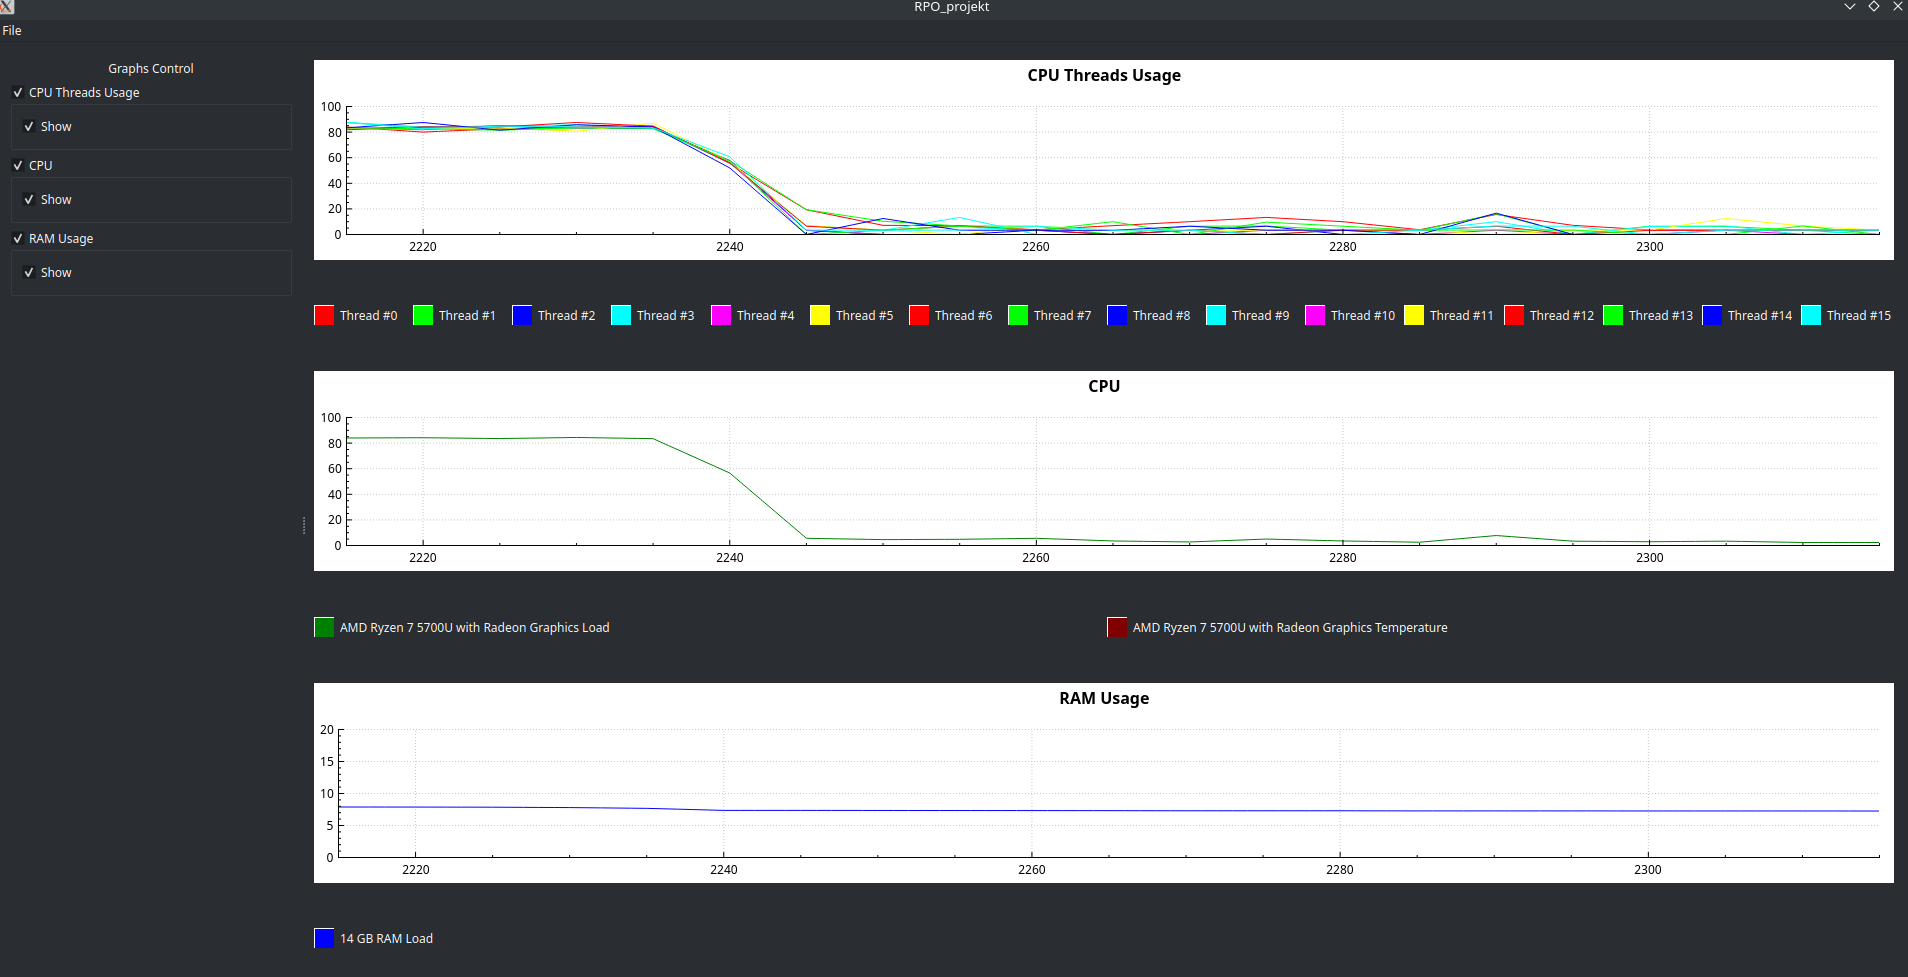 RPO_projekt
File
Graphs Control
CPU Threads Usage
Show
CPU
Show
RAM Usage
Show
CPU Threads Usage
100
80
60
40
20
0
2220 2240 2260 2280 2300
Thread #0 Thread #1 Thread #2 Thread #3 Thread #4 Thread #5 Thread #6 Thread #7 Thread #8 Thread #9 Thread #10 Thread #11 Thread #12 Thread #13 Thread #14 Thread #15
CPU
100
80
60
40
20
0
2220 2240 2260 2280 2300
AMD Ryzen 7 5700U with Radeon Graphics Load AMD Ryzen 7 5700U with Radeon Graphics Temperature
RAM Usage
20
15
10
5
0
2220 2240 2260 2280 2300
14 GB RAM Load